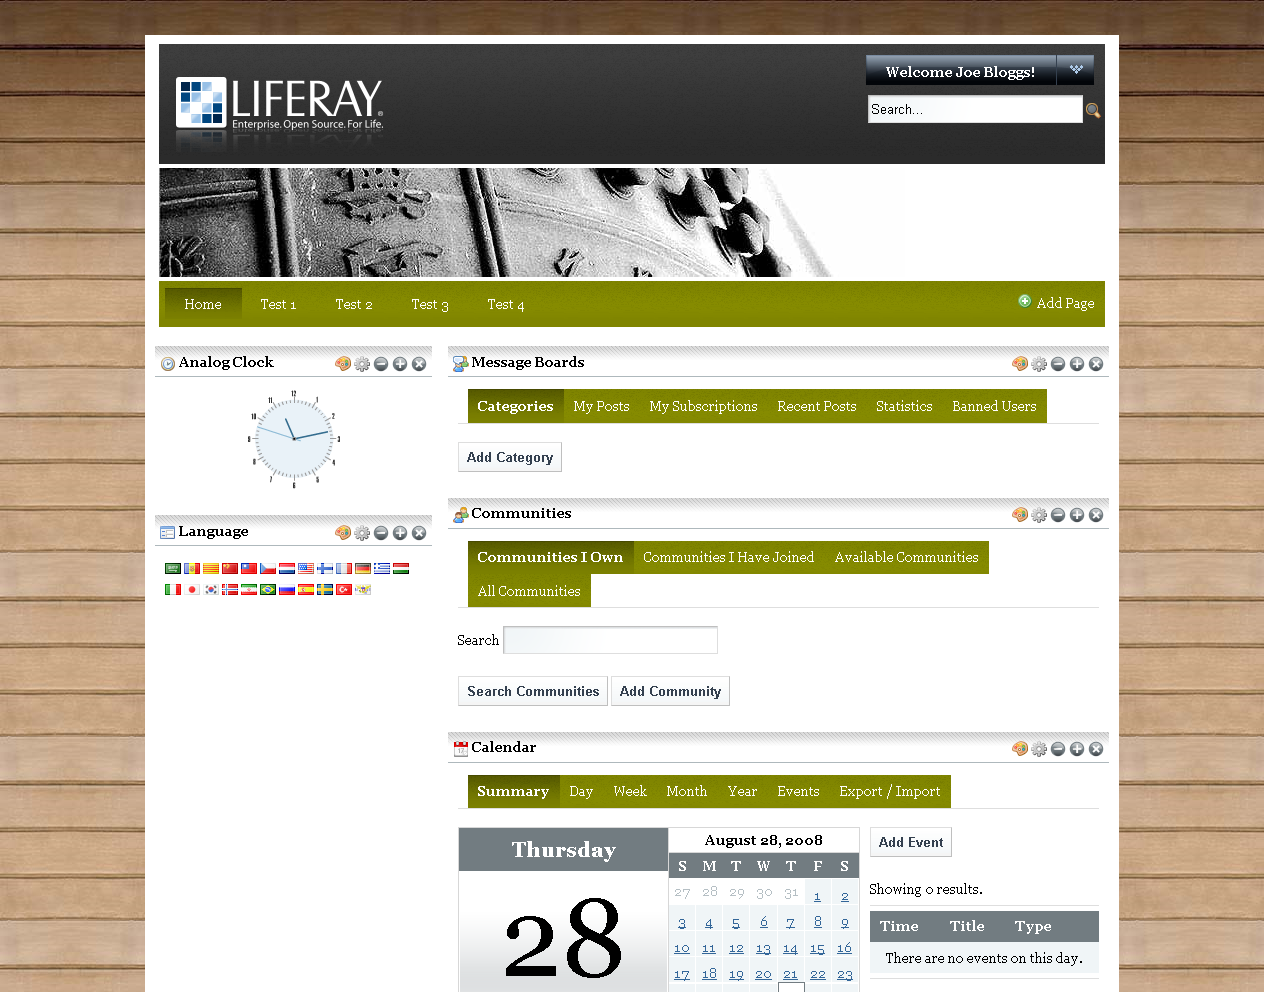 LIFERAY
Enterprise. Open Source. For Life.
Welcome Joe Bloggs!
Search...
Home Test 1 Test 2 Test 3 Test 4 Add Page
Analog Clock
12
11 1
10 2
9 3
8 4
7 5
6
Language
Message Boards
Categories My Posts My Subscriptions Recent Posts Statistics Banned Users
Add Category
Communities
Communities I Own Communities I Have Joined Available Communities
All Communities
Search
Search Communities Add Community
Calendar
Summary Day Week Month Year Events Export / Import
Thursday
28
August 28, 2008
S M T W T F S
27 28 29 30 31 1 2
3 4 5 6 7 8 9
10 11 12 13 14 15 16
17 18 19 20 21 22 23
Add Event
Showing 0 results.
Time Title Type
There are no events on this day.